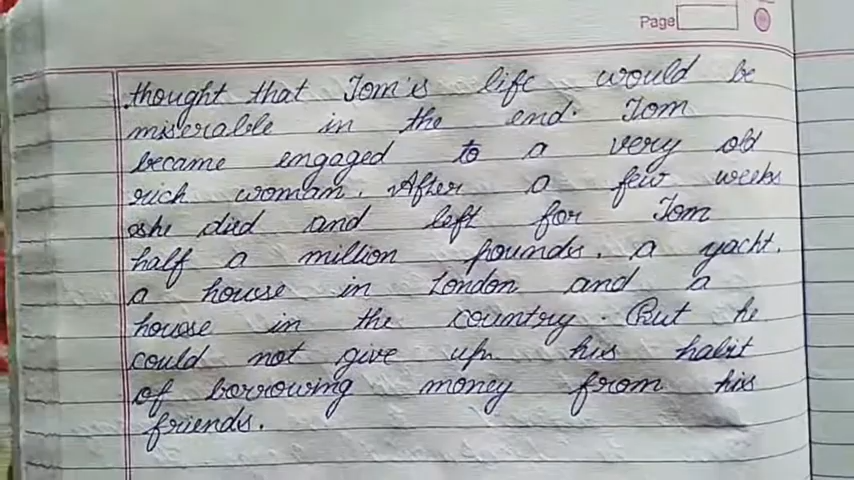 Page
thought that Tom's life would be
miserable in the end. Tom
became engaged to a very old
rich woman. After a few weeks
she died and left for Tom
half a million pounds. a yacht.
a house in London and a
house in the country. But he
could not give up his habit
of borrowing money from his
friends.